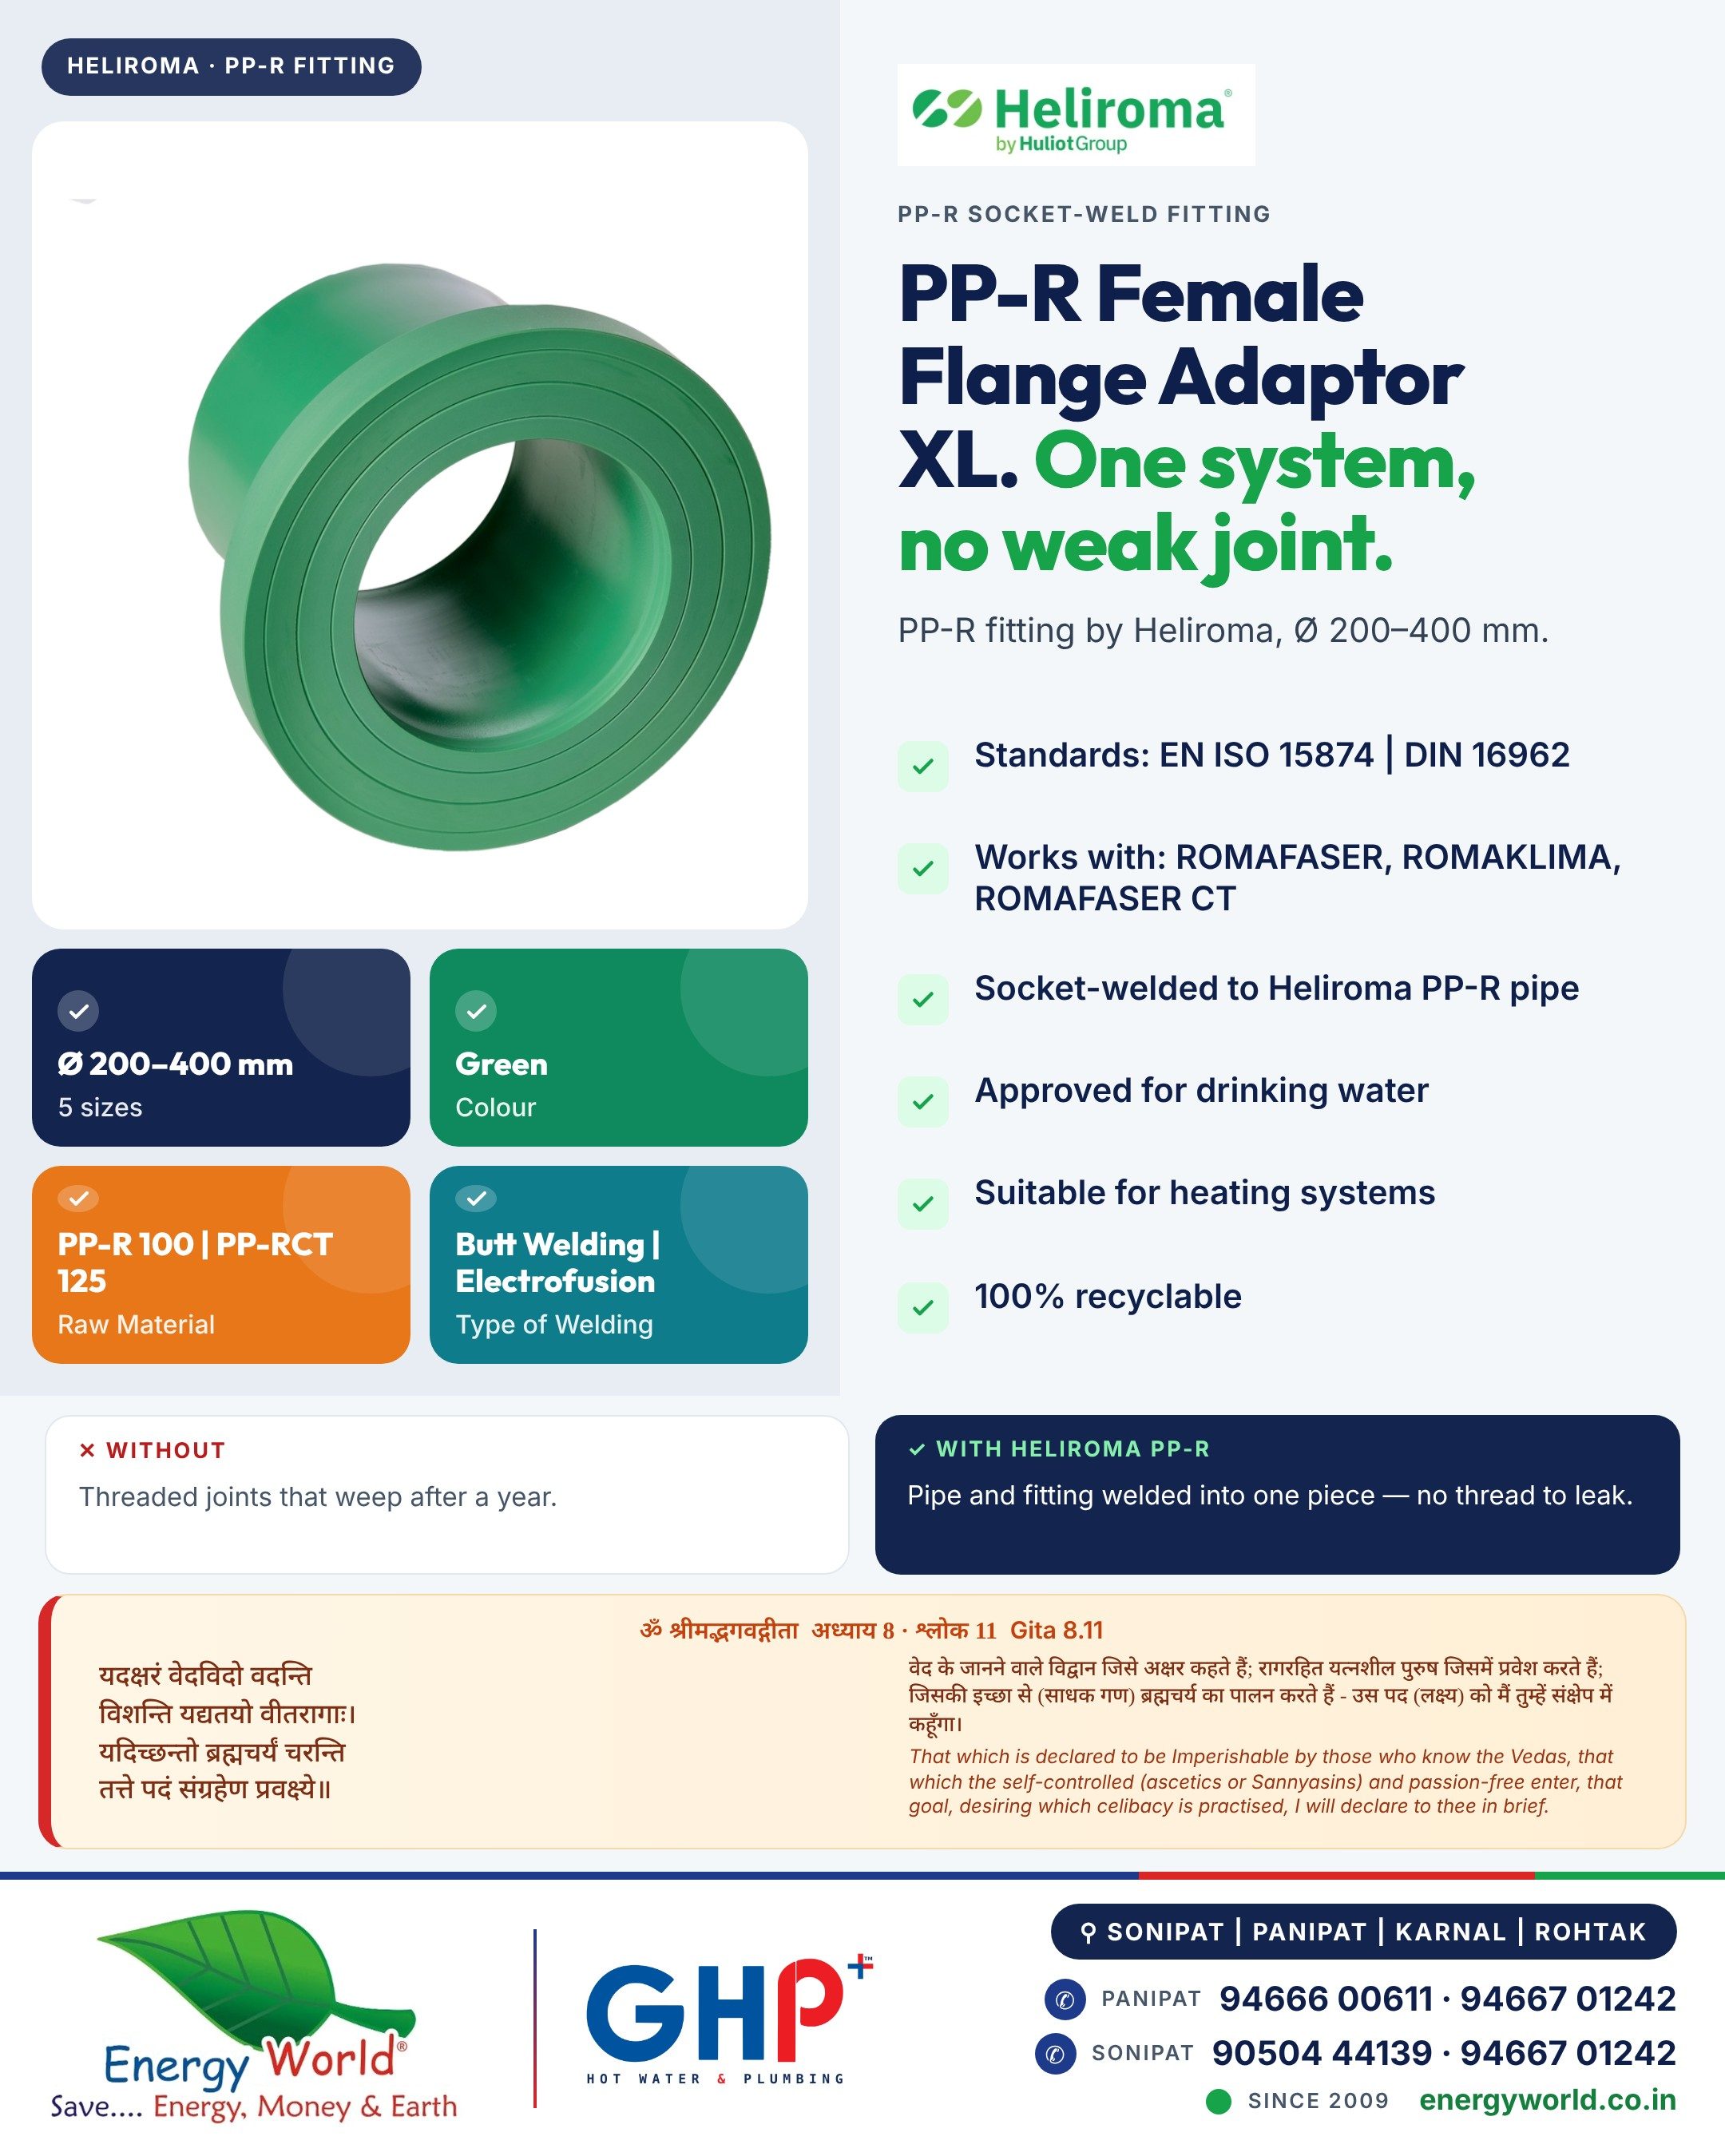 HELIROMA · PP-R FITTING
Heliroma®
by HuliotGroup
PP-R SOCKET-WELD FITTING
PP-R Female
Flange Adaptor
XL. One system,
no weak joint.
PP-R fitting by Heliroma, Ø 200–400 mm.
Standards: EN ISO 15874 | DIN 16962
Works with: ROMAFASER, ROMAKLIMA,
ROMAFASER CT
Socket-welded to Heliroma PP-R pipe
Approved for drinking water
Suitable for heating systems
100% recyclable
Ø 200–400 mm
5 sizes
Green
Colour
PP-R 100 | PP-RCT
125
Raw Material
Butt Welding |
Electrofusion
Type of Welding
✕ WITHOUT
Threaded joints that weep after a year.
✓ WITH HELIROMA PP-R
Pipe and fitting welded into one piece — no thread to leak.
ॐ श्रीमद्भगवद्गीता अध्याय 8 · श्लोक 11 Gita 8.11
यदक्षरं वेदविदो वदन्ति
विशन्ति यद्यतयो वीतरागाः।
यदिच्छन्तो ब्रह्मचर्यं चरन्ति
तत्ते पदं संग्रहेण प्रवक्ष्ये॥
वेद के जानने वाले विद्वान जिसे अक्षर कहते हैं; रागरहित यत्नशील पुरुष जिसमें प्रवेश करते हैं;
जिसकी इच्छा से (साधक गण) ब्रह्मचर्य का पालन करते हैं - उस पद (लक्ष्य) को मैं तुम्हें संक्षेप में
कहूँगा।
That which is declared to be Imperishable by those who know the Vedas, that
which the self-controlled (ascetics or Sannyasins) and passion-free enter, that
goal, desiring which celibacy is practised, I will declare to thee in brief.
Energy World®
Save.... Energy, Money & Earth
GHP+™
HOT WATER & PLUMBING
SONIPAT | PANIPAT | KARNAL | ROHTAK
PANIPAT 94666 00611 · 94667 01242
SONIPAT 90504 44139 · 94667 01242
SINCE 2009 energyworld.co.in